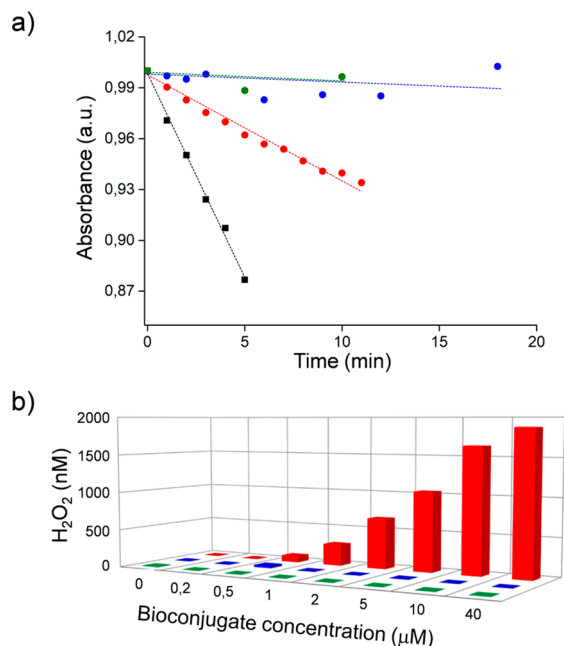 a)
1,02
0,99
0,96
0,93
0,90
0,87
Absorbance (a.u.)
0 5 10 15 20
Time (min)
b)
2000
1500
1000
500
0
H₂O₂ (nM)
0 0,2 0,5 1 2 5 10 40
Bioconjugate concentration (μM)